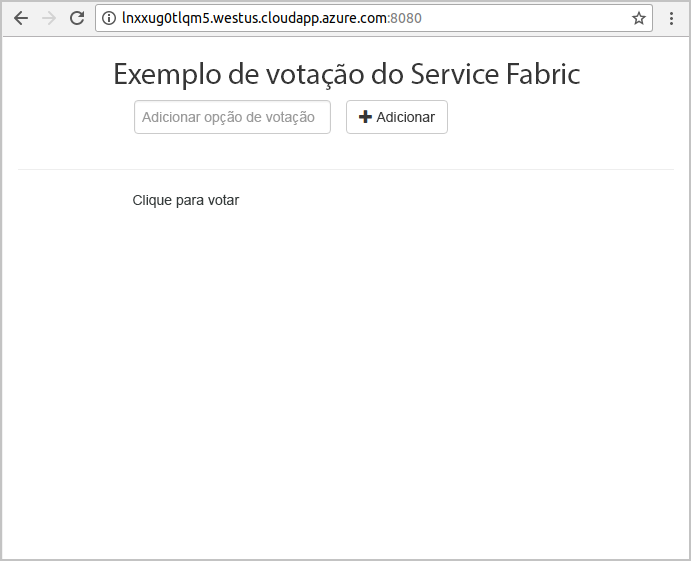 lnxxug0tlqm5.westus.cloudapp.azure.com:8080
Exemplo de votação do Service Fabric
Adicionar opção de votação
Adicionar
Clique para votar